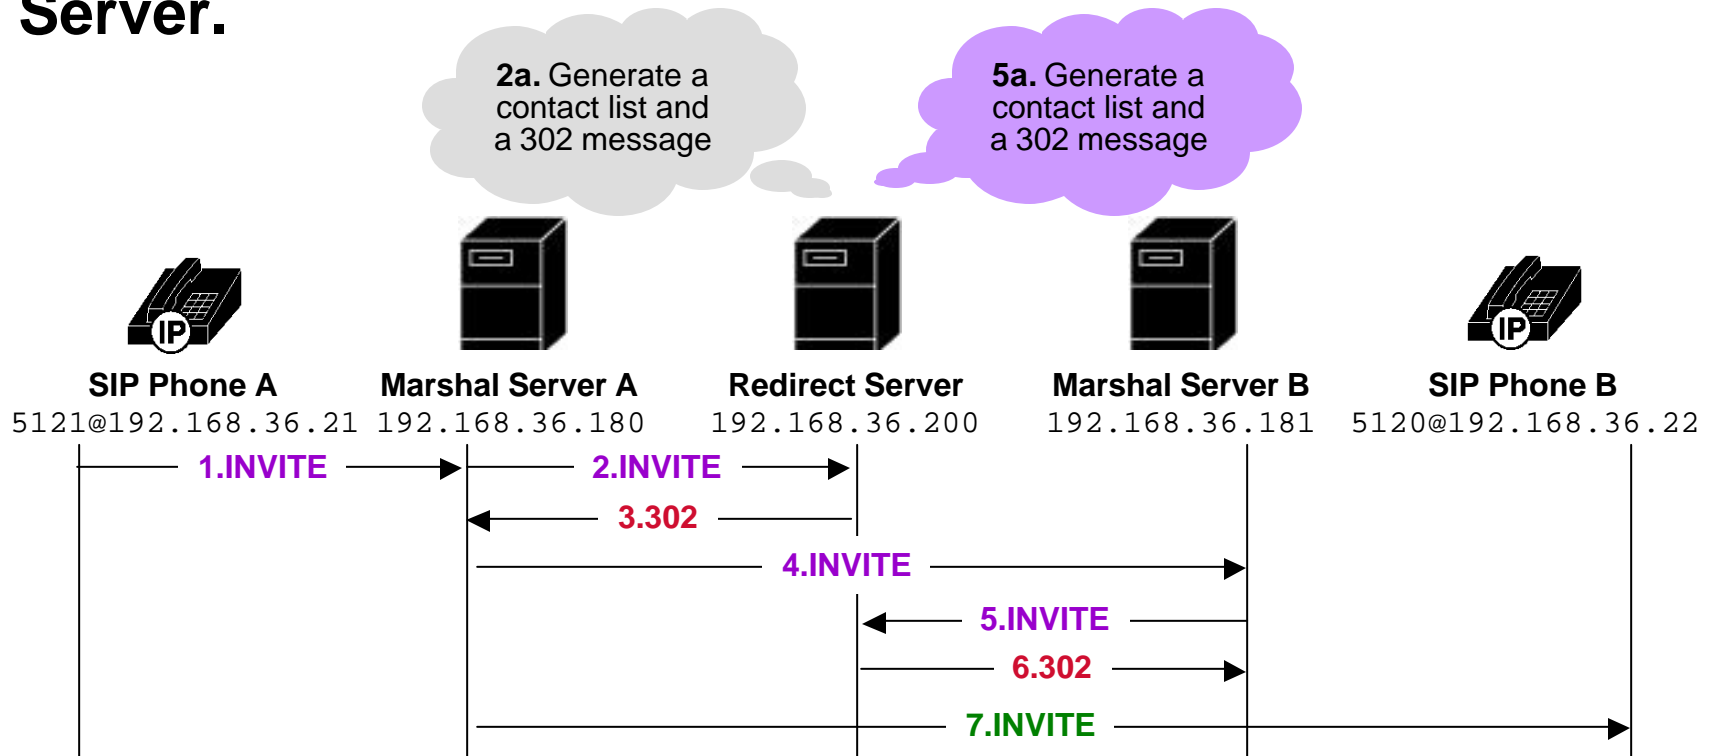 Server.
2a. Generate a
contact list and
a 302 message
5a. Generate a
contact list and
a 302 message
IP
IP
SIP Phone A
Marshal Server A
Redirect Server
Marshal Server B
SIP Phone B
5121@192.168.36.21
192.168.36.180
192.168.36.200
192.168.36.181
5120@192.168.36.22
1.INVITE
2.INVITE
3.302
4.INVITE
5.INVITE
6.302
7.INVITE